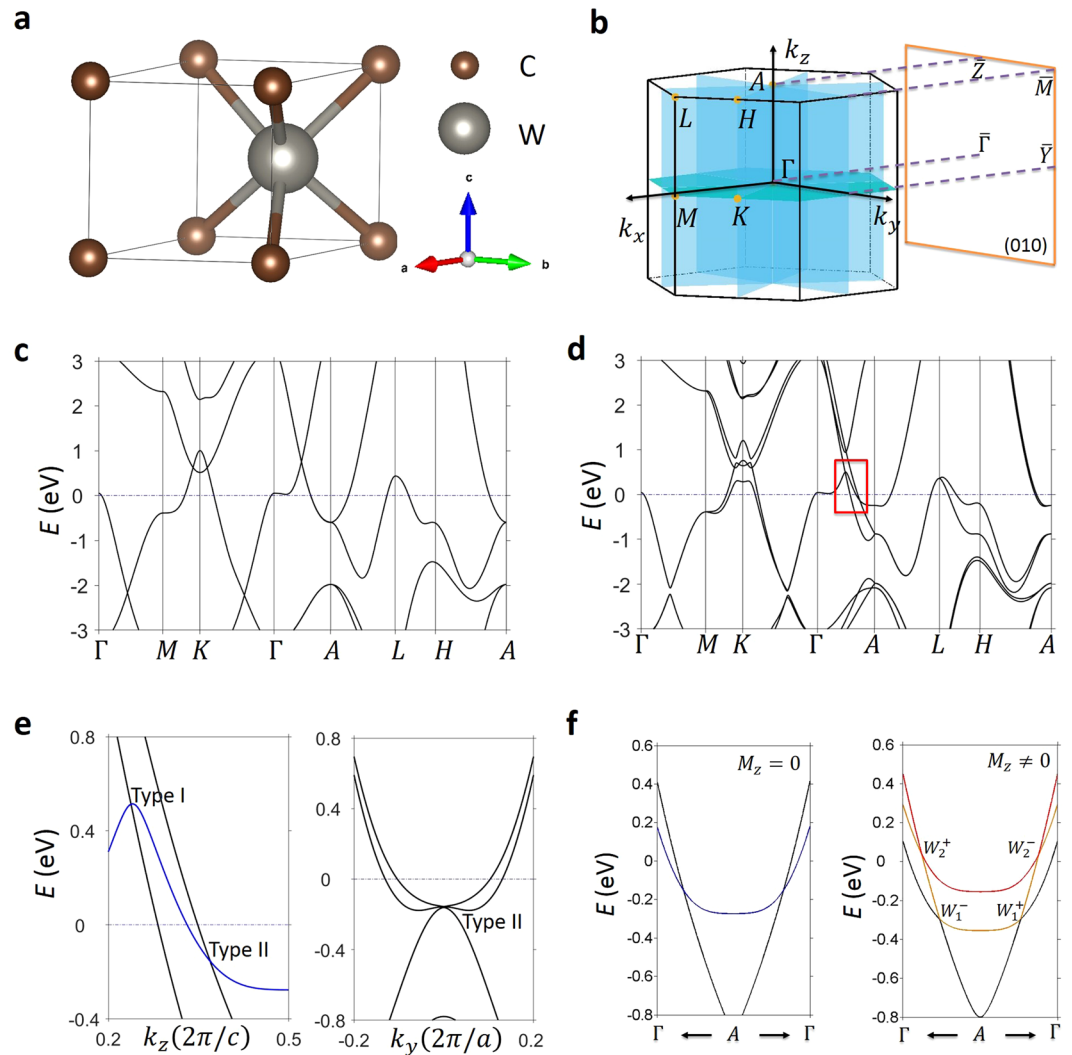 a
C
W
c
a
b
b
k_z
A
L
H
Γ
M
K
k_x
k_y
Z̄
M̄
Γ̄
Ȳ
(010)
c
E (eV)
3
2
1
0
-1
-2
-3
Γ M K Γ A L H A
d
E (eV)
3
2
1
0
-1
-2
-3
Γ M K Γ A L H A
e
E (eV)
0.8
0.4
0
-0.4
Type I
Type II
0.2 0.5
k_z(2π/c)
0.8
0.4
0
-0.4
-0.8
Type II
-0.2 0.2
k_y(2π/a)
f
E (eV)
0.6
0.4
0.2
0
-0.2
-0.4
-0.6
-0.8
M_z = 0
Γ ← A → Γ
E (eV)
0.6
0.4
0.2
0
-0.2
-0.4
-0.6
-0.8
M_z ≠ 0
W_2^+ W_2^-
W_1^- W_1^+
Γ ← A → Γ